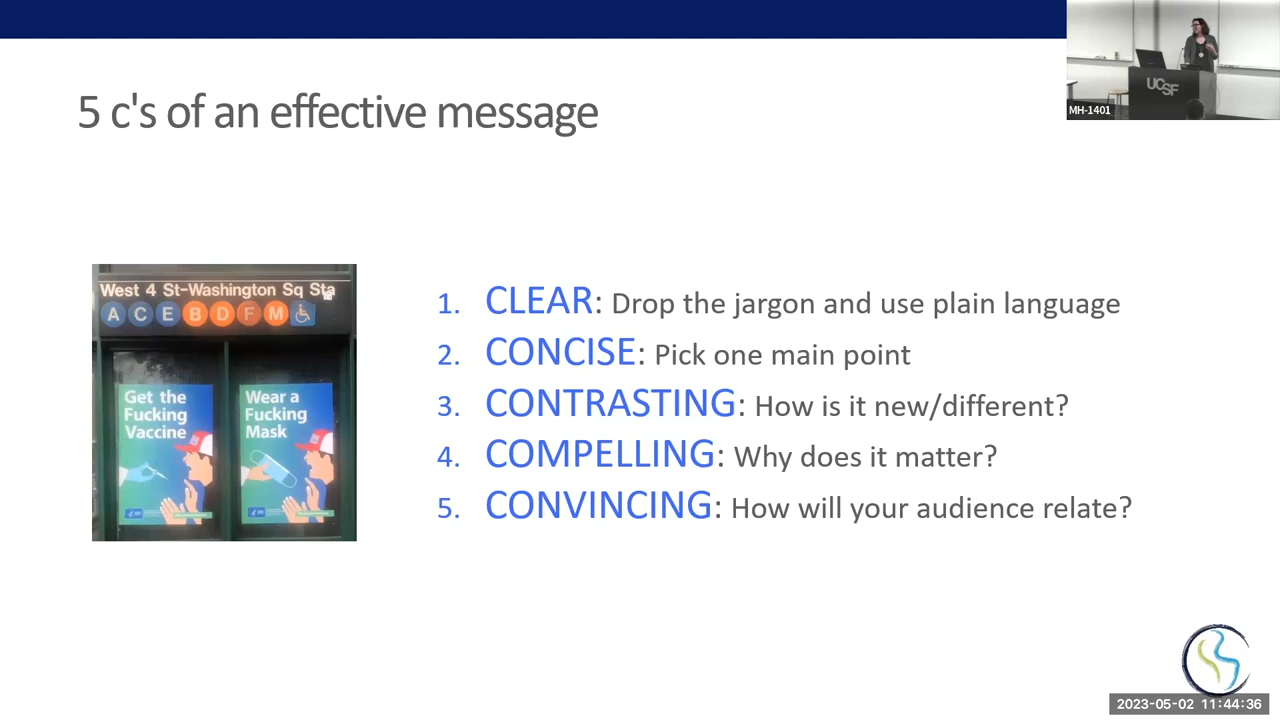 5 c's of an effective message
UCSF
MH-1401
West 4 St-Washington Sq Sta
A C E B D F M
Get the
Fucking
Vaccine
Wear a
Fucking
Mask
1. CLEAR: Drop the jargon and use plain language
2. CONCISE: Pick one main point
3. CONTRASTING: How is it new/different?
4. COMPELLING: Why does it matter?
5. CONVINCING: How will your audience relate?
2023-05-02 11:44:36